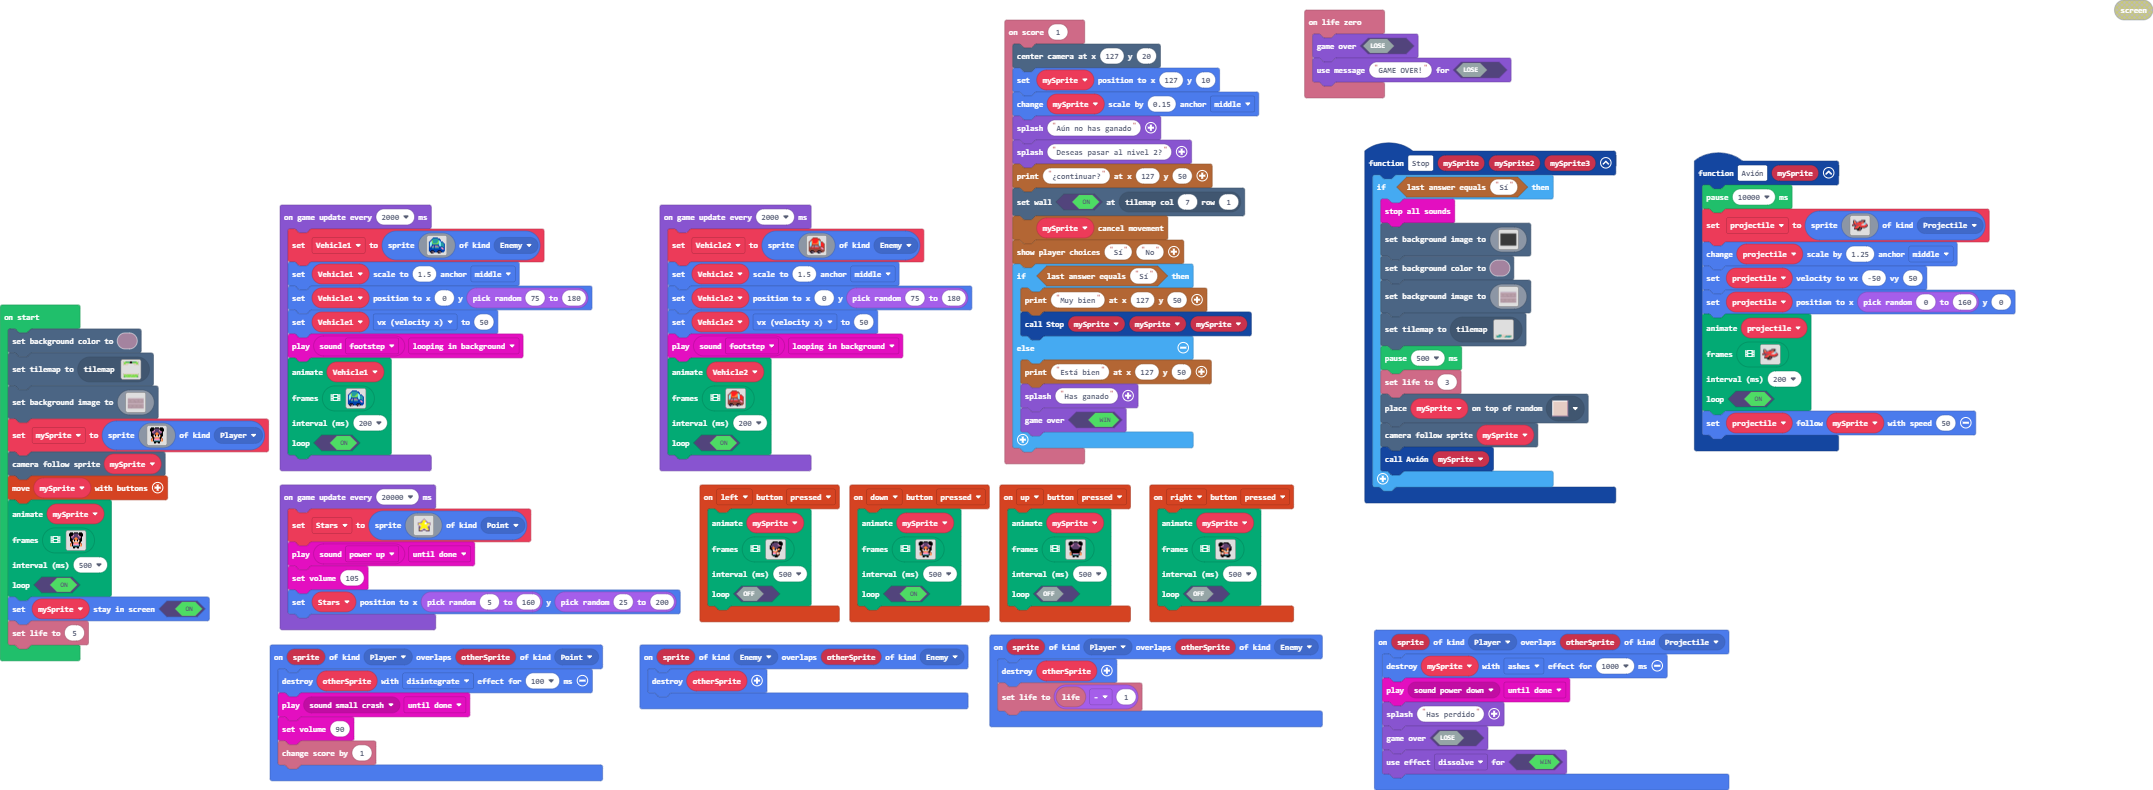 screen
on start
set background color to
set tilemap to tilemap
set background image to
set mySprite to sprite of kind Player
camera follow sprite mySprite
move mySprite with buttons
animate mySprite
frames
interval (ms) 500
loop ON
set mySprite stay in screen ON
set life to 5
on game update every 2000 ms
set Vehicle1 to sprite of kind Enemy
set Vehicle1 scale to 1.5 anchor middle
set Vehicle1 position to x 0 y pick random 75 to 180
set Vehicle1 vx (velocity x) to 50
play sound footstep looping in background
animate Vehicle1
frames
interval (ms) 200
loop ON
on game update every 2000 ms
set Vehicle2 to sprite of kind Enemy
set Vehicle2 scale to 1.5 anchor middle
set Vehicle2 position to x 0 y pick random 75 to 180
set Vehicle2 vx (velocity x) to 50
play sound footstep looping in background
animate Vehicle2
frames
interval (ms) 200
loop ON
on score 1
center camera at x 127 y 20
set mySprite position to x 127 y 10
change mySprite scale by 0.15 anchor middle
splash "Aún no has ganado"
splash "Deseas pasar al nivel 2?"
print "¿continuar?" at x 127 y 50
set wall ON at tilemap col 7 row 1
mySprite cancel movement
show player choices "Sí" "No"
if last answer equals "Sí" then
print "Muy bien" at x 127 y 50
call Stop mySprite mySprite mySprite
else
print "Está bien" at x 127 y 50
splash "Has ganado"
game over WIN
on life zero
game over LOSE
use message "GAME OVER!" for LOSE
function Stop mySprite mySprite2 mySprite3
if last answer equals "Sí" then
stop all sounds
set background image to
set background color to
set background image to
set tilemap to tilemap
pause 500 ms
set life to 3
place mySprite on top of random
camera follow sprite mySprite
call Avión mySprite
function Avión mySprite
pause 10000 ms
set projectile to sprite of kind Projectile
change projectile scale by 1.25 anchor middle
set projectile velocity to vx -50 vy 50
set projectile position to x pick random 0 to 160 y 0
animate projectile
frames
interval (ms) 200
loop ON
set projectile follow mySprite with speed 50
on game update every 20000 ms
set Stars to sprite of kind Point
play sound power up until done
set volume 105
set Stars position to x pick random 5 to 160 y pick random 25 to 200
on left button pressed
animate mySprite
frames
interval (ms) 500
loop OFF
on down button pressed
animate mySprite
frames
interval (ms) 500
loop ON
on up button pressed
animate mySprite
frames
interval (ms) 500
loop OFF
on right button pressed
animate mySprite
frames
interval (ms) 500
loop OFF
on sprite of kind Player overlaps otherSprite of kind Point
destroy otherSprite with disintegrate effect for 100 ms
play sound small crash until done
set volume 90
change score by 1
on sprite of kind Enemy overlaps otherSprite of kind Enemy
destroy otherSprite
on sprite of kind Player overlaps otherSprite of kind Enemy
destroy otherSprite
set life to life - 1
on sprite of kind Player overlaps otherSprite of kind Projectile
destroy mySprite with ashes effect for 1000 ms
play sound power down until done
splash "Has perdido"
game over LOSE
use effect dissolve for WIN